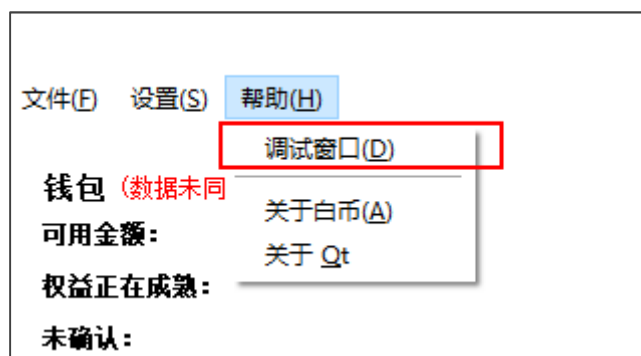 文件(F) 设置(S) 帮助(H)
调试窗口(D)
钱包 (数据未同
关于白币(A)
可用金额：
关于 Qt
权益正在成熟：
未确认：